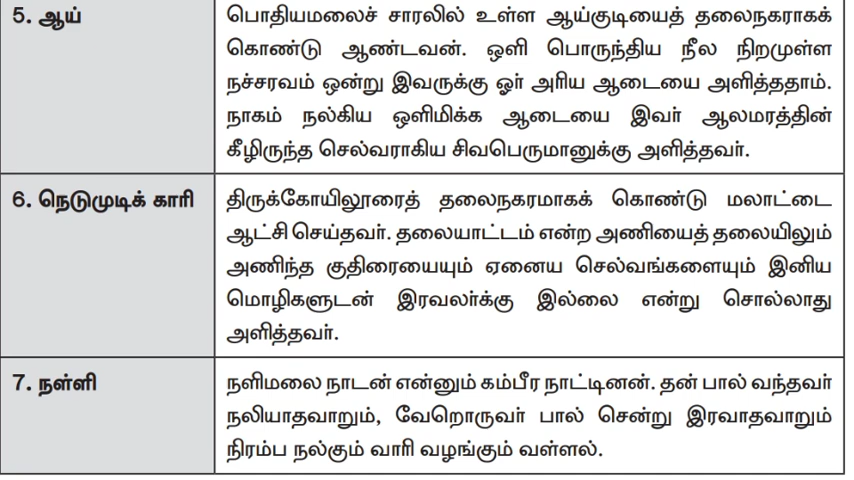 5. ஆய்
பொதியமலைச் சாரலில் உள்ள ஆய்குடியைத் தலைநகராகக்
கொண்டு ஆண்டவன். ஒளி பொருந்திய நீல நிறமுள்ள
நச்சரவம் ஒன்று இவருக்கு ஓர் அரிய ஆடையை அளித்ததாம்.
நாகம் நல்கிய ஒளிமிக்க ஆடையை இவர் ஆலமரத்தின்
கீழிருந்த செல்வராகிய சிவபெருமானுக்கு அளித்தவர்.
6. நெடுமுடிக் காரி
திருக்கோயிலூரைத் தலைநகரமாகக் கொண்டு மலாட்டை
ஆட்சி செய்தவர். தலையாட்டம் என்ற அணியைத் தலையிலும்
அணிந்த குதிரையையும் ஏனைய செல்வங்களையும் இனிய
மொழிகளுடன் இரவலர்க்கு இல்லை என்று சொல்லாது
அளித்தவர்.
7. நள்ளி
நளிமலை நாடன் என்னும் கம்பீர நாட்டினன். தன் பால் வந்தவர்
நலியாதவாறும், வேறொருவர் பால் சென்று இரவாதவாறும்
நிரம்ப நல்கும் வாரி வழங்கும் வள்ளல்.